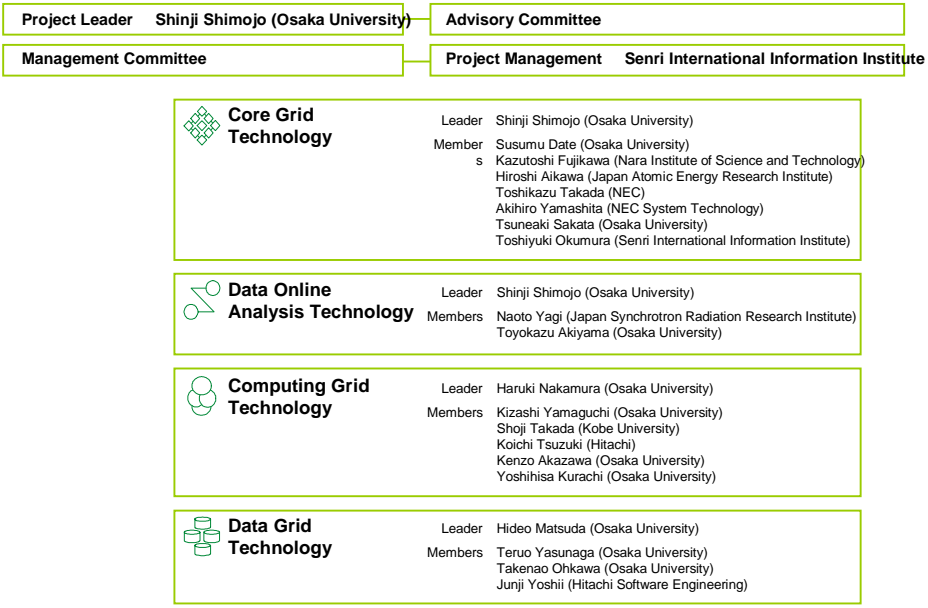 Project Leader Shinji Shimojo (Osaka University)
Advisory Committee
Management Committee
Project Management Senri International Information Institute
Core Grid
Technology
Leader Shinji Shimojo (Osaka University)
Member Susumu Date (Osaka University)
s Kazutoshi Fujikawa (Nara Institute of Science and Technology)
Hiroshi Aikawa (Japan Atomic Energy Research Institute)
Toshikazu Takada (NEC)
Akihiro Yamashita (NEC System Technology)
Tsuneaki Sakata (Osaka University)
Toshiyuki Okumura (Senri International Information Institute)
Data Online
Analysis Technology
Leader Shinji Shimojo (Osaka University)
Members Naoto Yagi (Japan Synchrotron Radiation Research Institute)
Toyokazu Akiyama (Osaka University)
Computing Grid
Technology
Leader Haruki Nakamura (Osaka University)
Members Kizashi Yamaguchi (Osaka University)
Shoji Takada (Kobe University)
Koichi Tsuzuki (Hitachi)
Kenzo Akazawa (Osaka University)
Yoshihisa Kurachi (Osaka University)
Data Grid
Technology
Leader Hideo Matsuda (Osaka University)
Members Teruo Yasunaga (Osaka University)
Takenao Ohkawa (Osaka University)
Junji Yoshii (Hitachi Software Engineering)